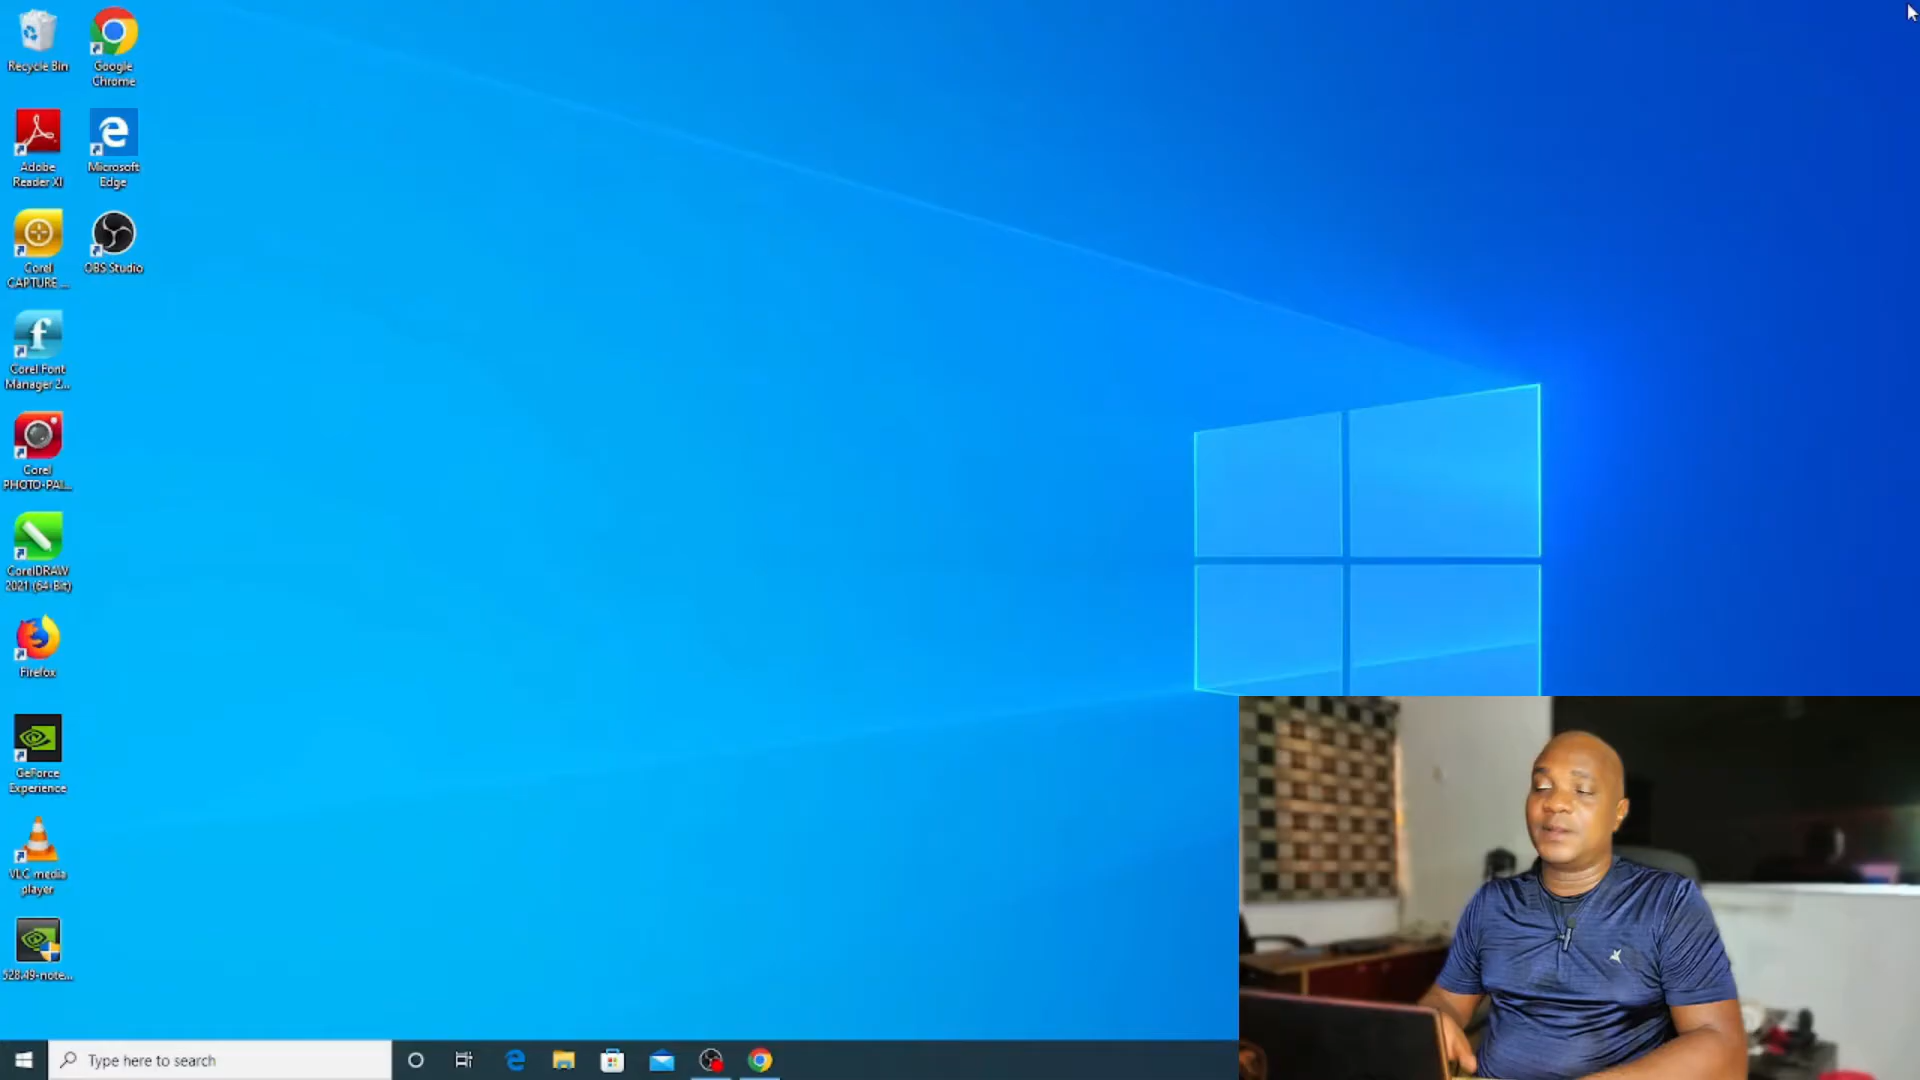 Recycle Bin
Google
Chrome
Adobe
Reader XI
Microsoft
Edge
Corel
CAPTURE ...
OBS Studio
Corel Font
Manager 2...
Corel
PHOTO-PAI...
CorelDRAW
2021 (64-Bit)
Firefox
GeForce
Experience
VLC media
player
528.49-note...
Type here to search